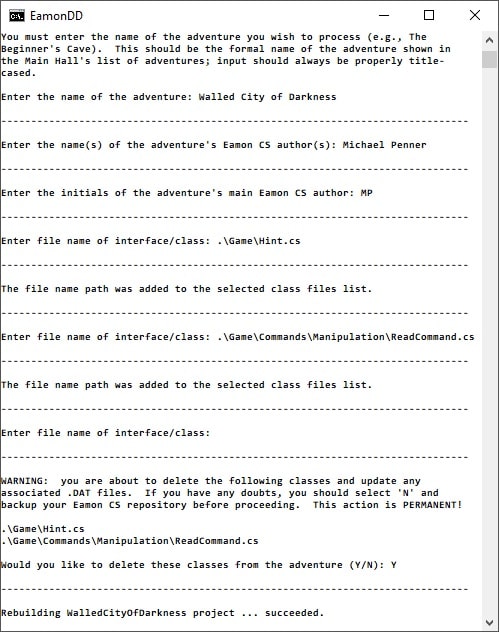 EamonDD
You must enter the name of the adventure you wish to process (e.g., The
Beginner's Cave).  This should be the formal name of the adventure shown in
the Main Hall's list of adventures; input should always be properly title-
cased.
Enter the name of the adventure: Walled City of Darkness
------------------------------------------------------------------------------
Enter the name(s) of the adventure's Eamon CS author(s): Michael Penner
------------------------------------------------------------------------------
Enter the initials of the adventure's main Eamon CS author: MP
------------------------------------------------------------------------------
Enter file name of interface/class: .\Game\Hint.cs
------------------------------------------------------------------------------
The file name path was added to the selected class files list.
------------------------------------------------------------------------------
Enter file name of interface/class: .\Game\Commands\Manipulation\ReadCommand.cs
------------------------------------------------------------------------------
The file name path was added to the selected class files list.
------------------------------------------------------------------------------
Enter file name of interface/class:
------------------------------------------------------------------------------
WARNING:  you are about to delete the following classes and update any
associated .DAT files.  If you have any doubts, you should select 'N' and
backup your Eamon CS repository before proceeding.  This action is PERMANENT!
.\Game\Hint.cs
.\Game\Commands\Manipulation\ReadCommand.cs
Would you like to delete these classes from the adventure (Y/N): Y
------------------------------------------------------------------------------
Rebuilding WalledCityOfDarkness project ... succeeded.